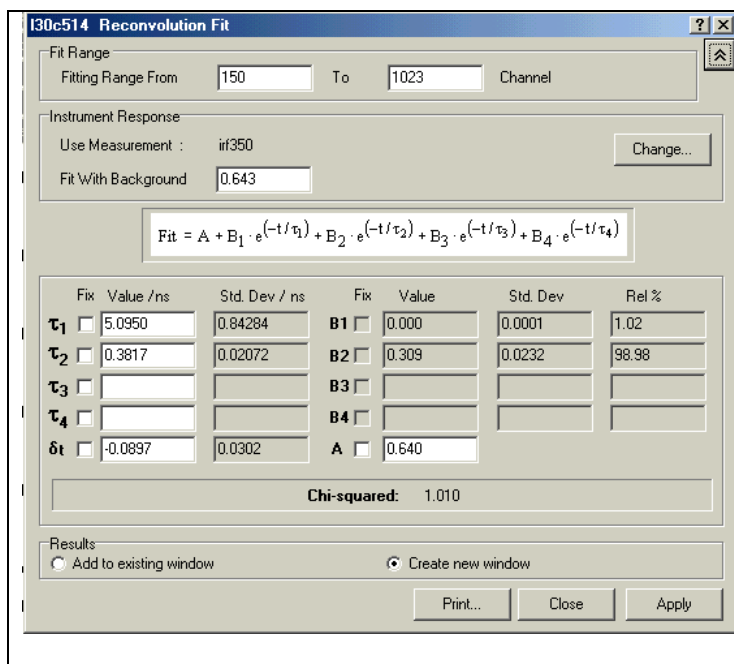 I30c514 Reconvolution Fit
Fit Range
Fitting Range From 150 To 1023 Channel
Instrument Response
Use Measurement : irf350
Change...
Fit With Background 0.643
Fit = A + B₁ · e^(-t/τ₁) + B₂ · e^(-t/τ₂) + B₃ · e^(-t/τ₃) + B₄ · e^(-t/τ₄)
Fix Value /ns Std. Dev / ns Fix Value Std. Dev Rel %
τ₁ 5.0950 0.84284 B1 0.000 0.0001 1.02
τ₂ 0.3817 0.02072 B2 0.309 0.0232 98.98
τ₃ B3
τ₄ B4
δt -0.0897 0.0302 A 0.640
Chi-squared: 1.010
Results
Add to existing window Create new window
Print... Close Apply